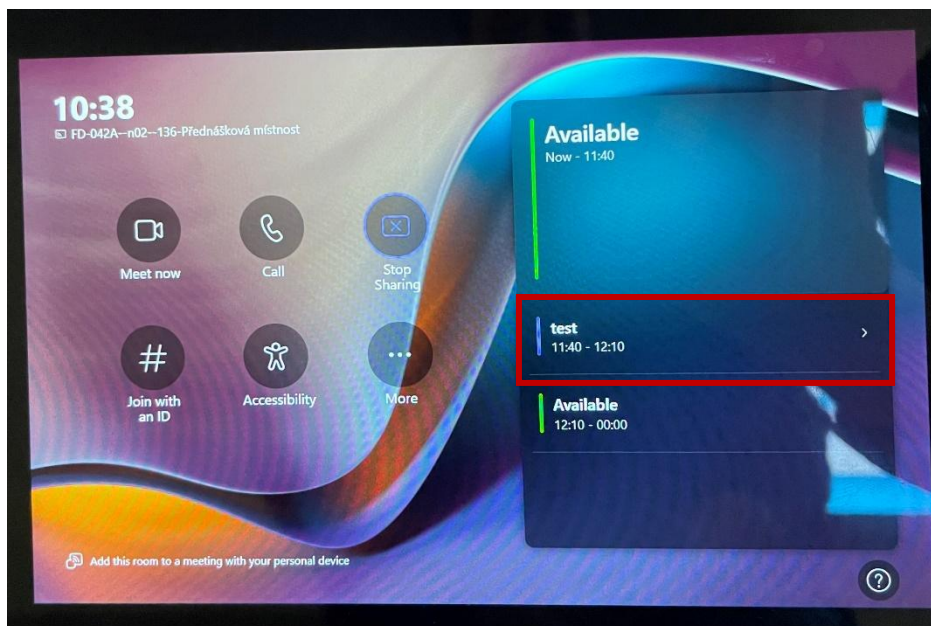 10:38
FD-042A--n02--136-Přednášková místnost
Meet now
Call
Stop
Sharing
Join with
an ID
Accessibility
More
Add this room to a meeting with your personal device
Available
Now - 11:40
test
11:40 - 12:10
Available
12:10 - 00:00